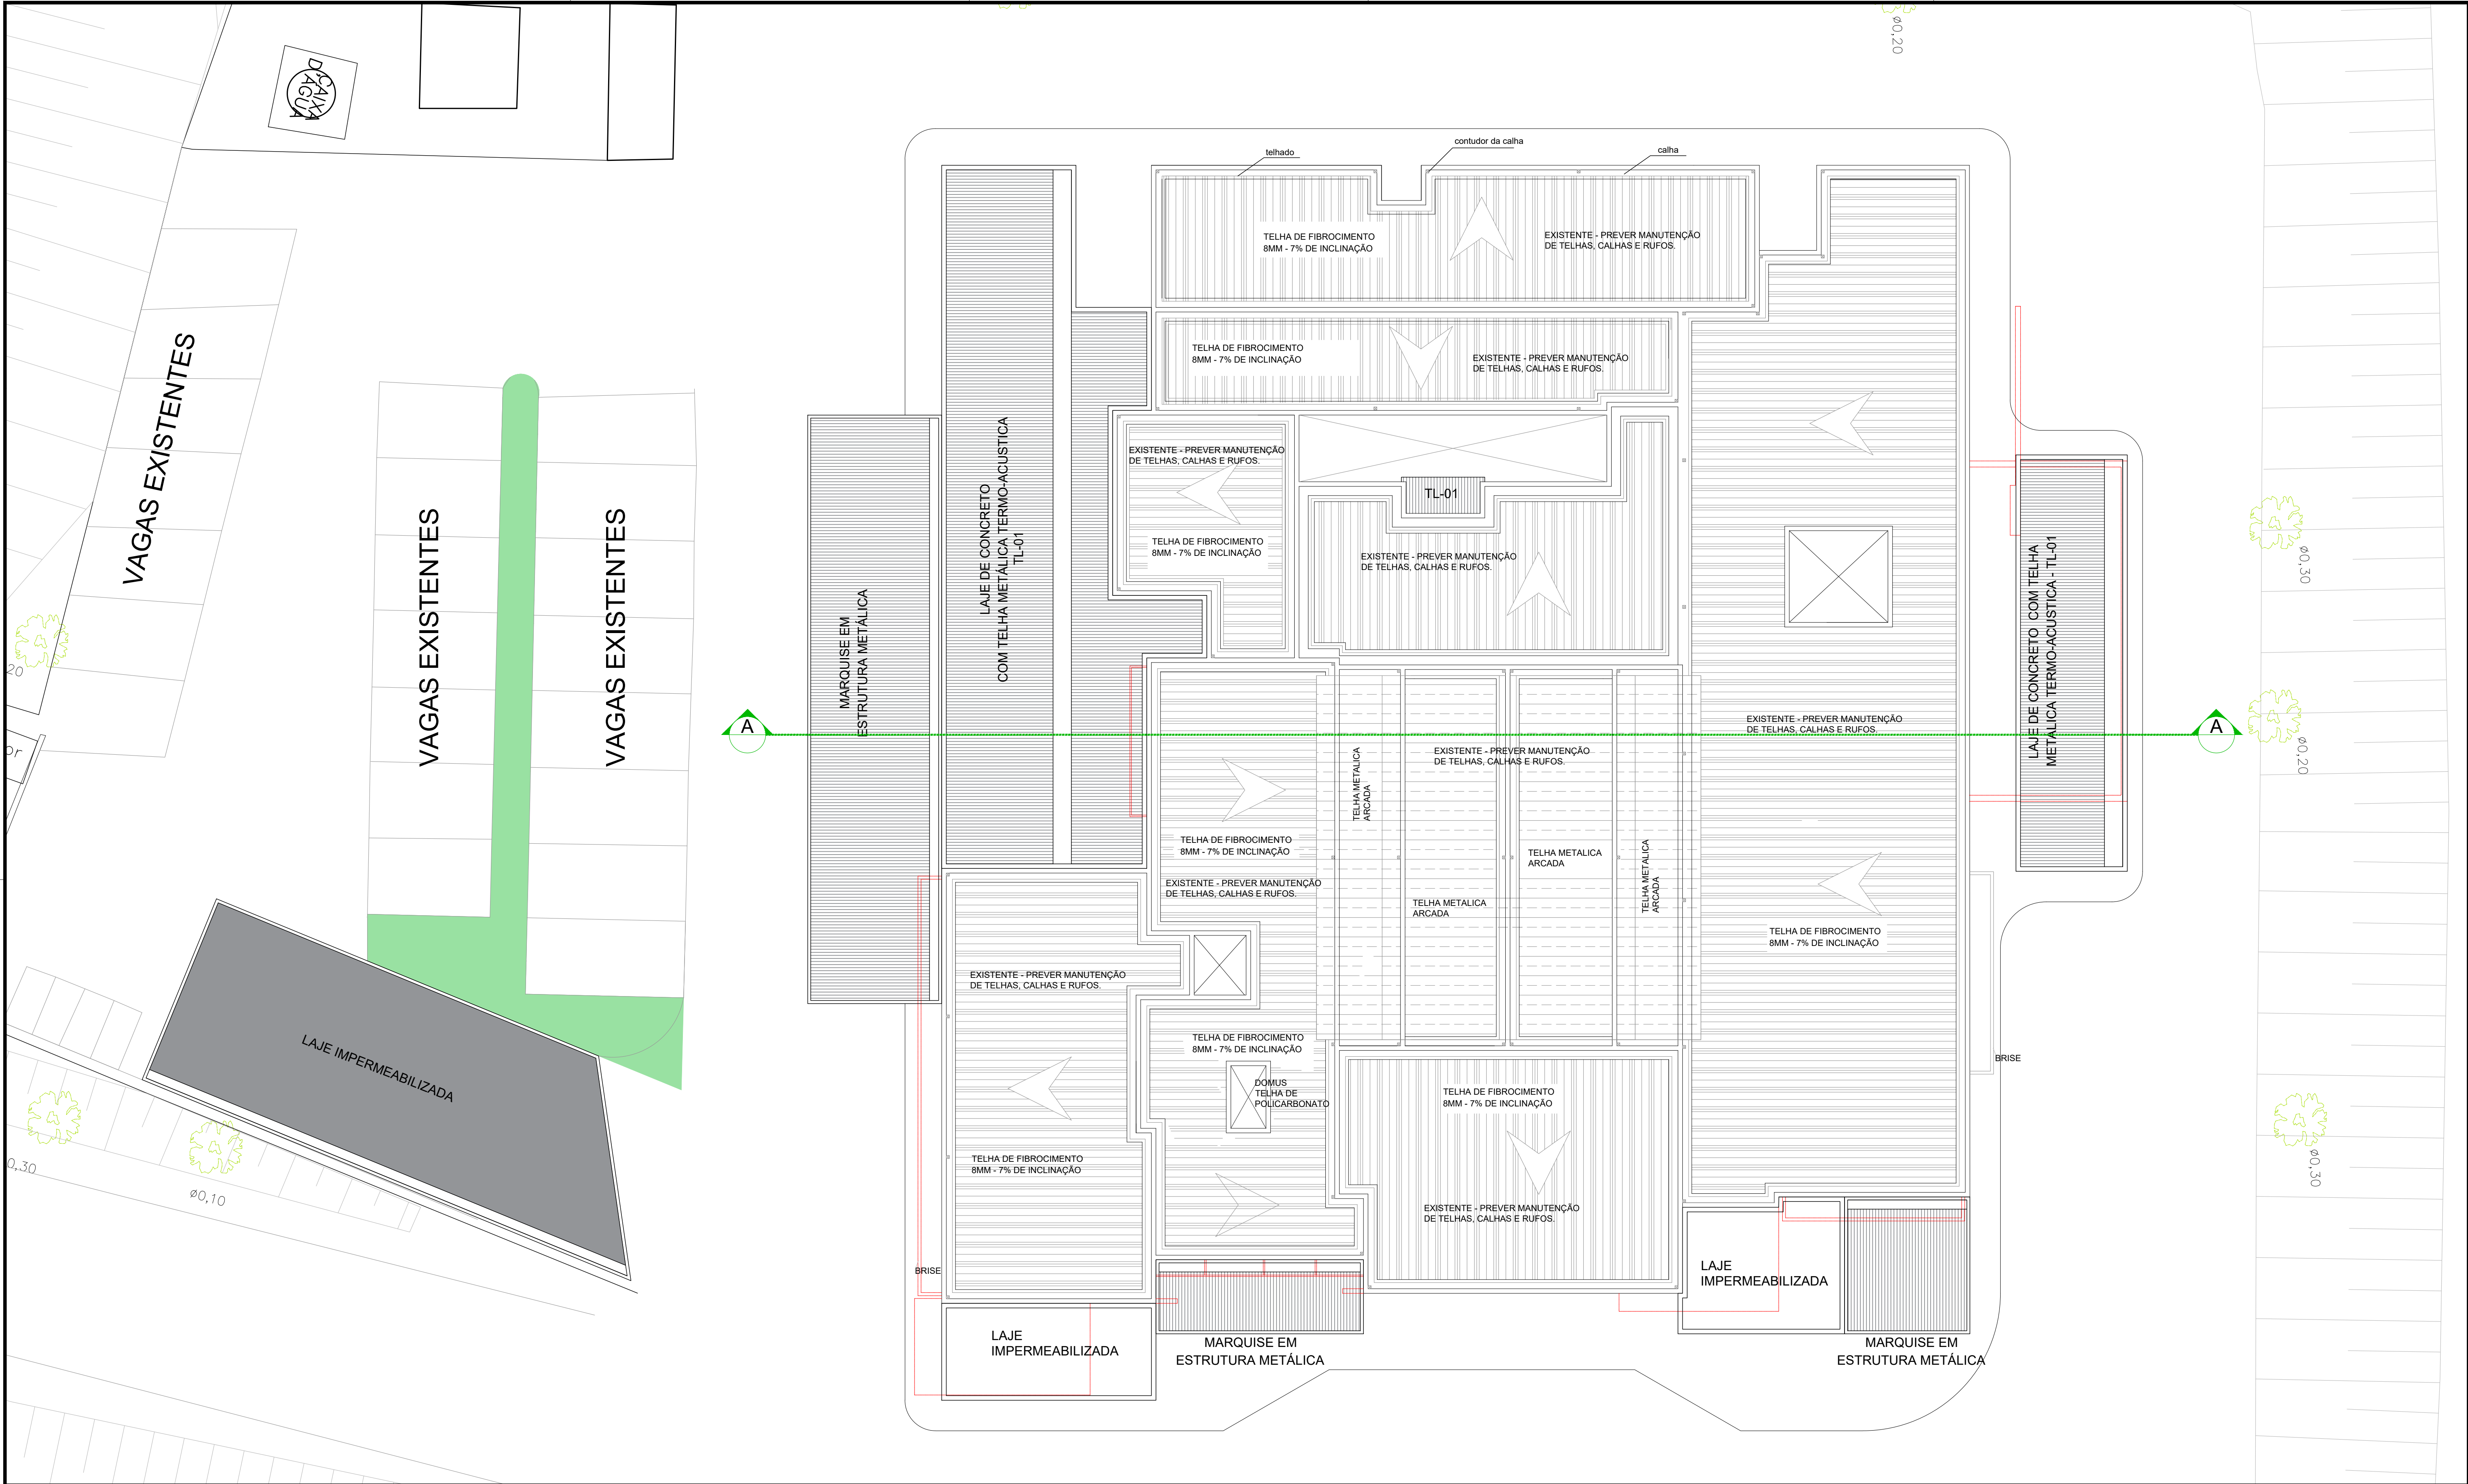 ø0,20
CAIXA
D'AGUA
contudor da calha
telhado
calha
TELHA DE FIBROCIMENTO
8MM - 7% DE INCLINAÇÃO
EXISTENTE - PREVER MANUTENÇÃO
DE TELHAS, CALHAS E RUFOS.
TELHA DE FIBROCIMENTO
8MM - 7% DE INCLINAÇÃO
EXISTENTE - PREVER MANUTENÇÃO
DE TELHAS, CALHAS E RUFOS.
VAGAS EXISTENTES
VAGAS EXISTENTES
VAGAS EXISTENTES
MARQUISE EM
ESTRUTURA METÁLICA
LAJE DE CONCRETO
COM TELHA METÁLICA TERMO-ACUSTICA
TL-01
EXISTENTE - PREVER MANUTENÇÃO
DE TELHAS, CALHAS E RUFOS.
TELHA DE FIBROCIMENTO
8MM - 7% DE INCLINAÇÃO
TL-01
EXISTENTE - PREVER MANUTENÇÃO
DE TELHAS, CALHAS E RUFOS.
LAJE DE CONCRETO COM TELHA
METALICA TERMO-ACUSTICA - TL-01
ø0,30
20
or
A
EXISTENTE - PREVER MANUTENÇÃO
DE TELHAS, CALHAS E RUFOS.
EXISTENTE - PREVER MANUTENÇÃO
DE TELHAS, CALHAS E RUFOS.
A
ø0,20
TELHA METALICA
ARCADA
TELHA DE FIBROCIMENTO
8MM - 7% DE INCLINAÇÃO
EXISTENTE - PREVER MANUTENÇÃO
DE TELHAS, CALHAS E RUFOS.
TELHA METALICA
ARCADA
TELHA METALICA
ARCADA
TELHA METALICA
ARCADA
TELHA DE FIBROCIMENTO
8MM - 7% DE INCLINAÇÃO
EXISTENTE - PREVER MANUTENÇÃO
DE TELHAS, CALHAS E RUFOS.
TELHA DE FIBROCIMENTO
8MM - 7% DE INCLINAÇÃO
BRISE
LAJE IMPERMEABILIZADA
DOMUS
TELHA DE
POLICARBONATO
TELHA DE FIBROCIMENTO
8MM - 7% DE INCLINAÇÃO
TELHA DE FIBROCIMENTO
8MM - 7% DE INCLINAÇÃO
ø0,30
0,30
ø0,10
EXISTENTE - PREVER MANUTENÇÃO
DE TELHAS, CALHAS E RUFOS.
BRISE
LAJE
IMPERMEABILIZADA
LAJE
IMPERMEABILIZADA
MARQUISE EM
ESTRUTURA METÁLICA
MARQUISE EM
ESTRUTURA METÁLICA